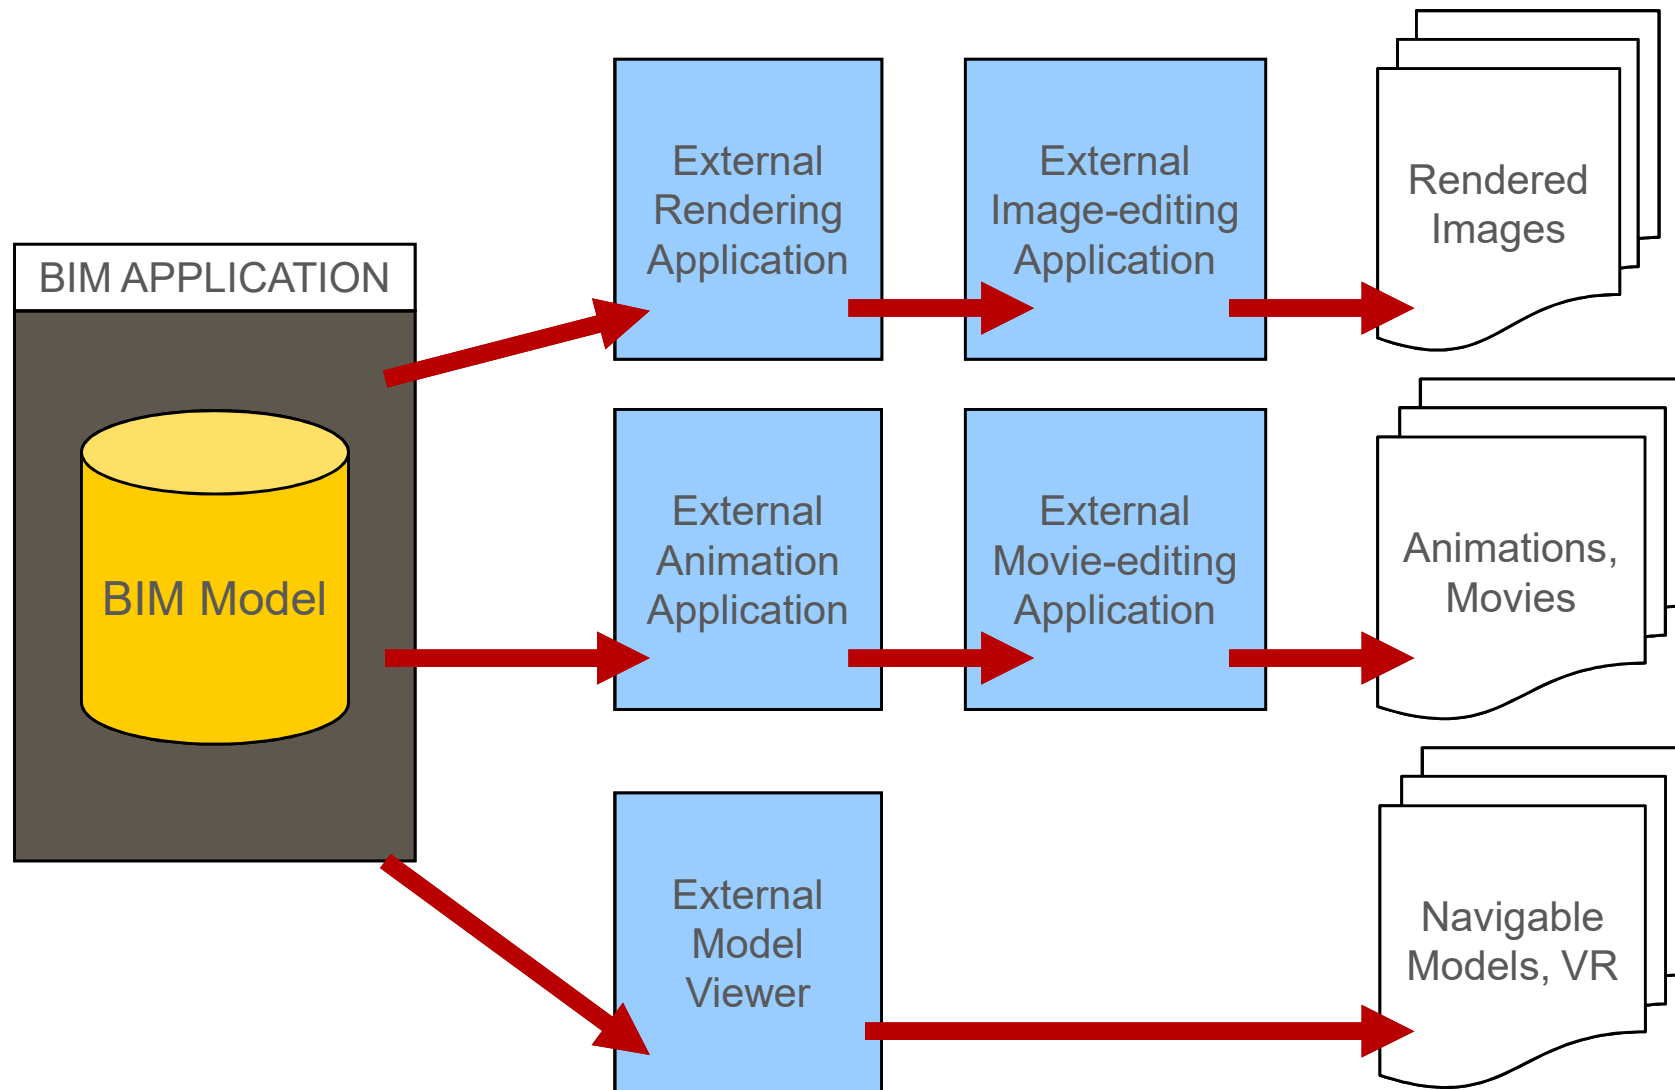 BIM APPLICATION
BIM Model
External
Rendering
Application
External
Image-editing
Application
Rendered
Images
External
Animation
Application
External
Movie-editing
Application
Animations,
Movies
External
Model
Viewer
Navigable
Models, VR